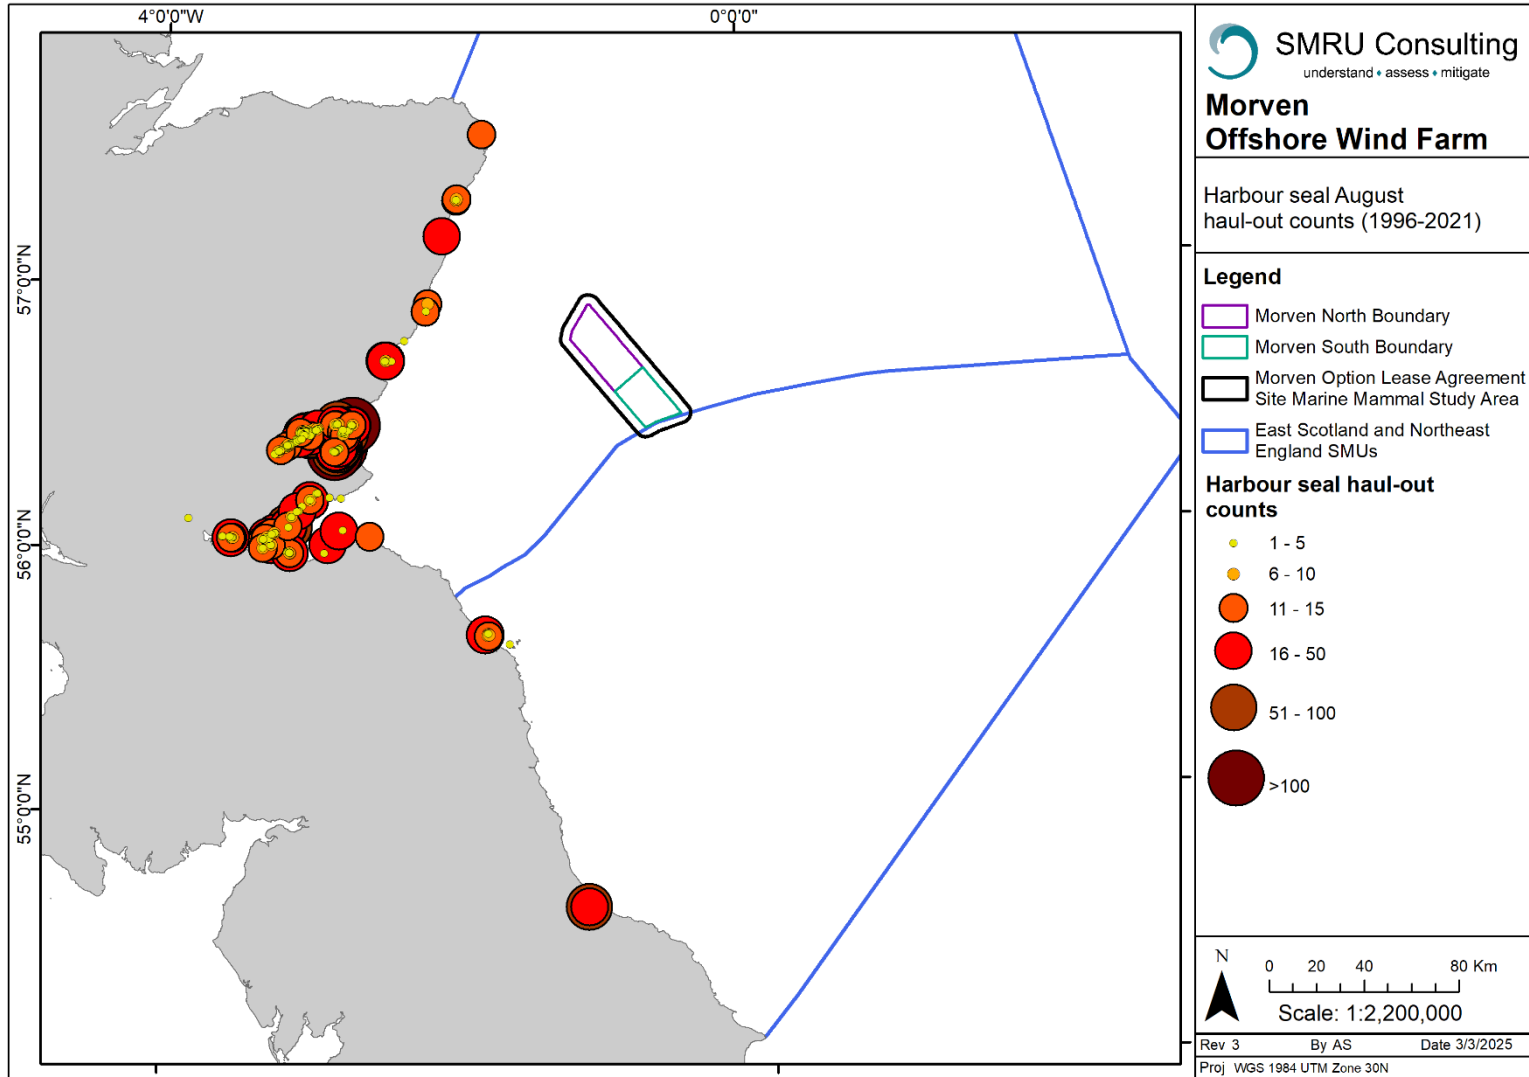 4°0'0"W
0°0'0"
57°0'0"N
56°0'0"N
55°0'0"N
SMRU Consulting
understand • assess • mitigate
Morven
Offshore Wind Farm
Harbour seal August
haul-out counts (1996-2021)
Legend
Morven North Boundary
Morven South Boundary
Morven Option Lease Agreement
Site Marine Mammal Study Area
East Scotland and Northeast
England SMUs
Harbour seal haul-out
counts
1 - 5
6 - 10
11 - 15
16 - 50
51 - 100
>100
N
0 20 40 80 Km
Scale: 1:2,200,000
Rev 3 By AS Date 3/3/2025
Proj WGS 1984 UTM Zone 30N